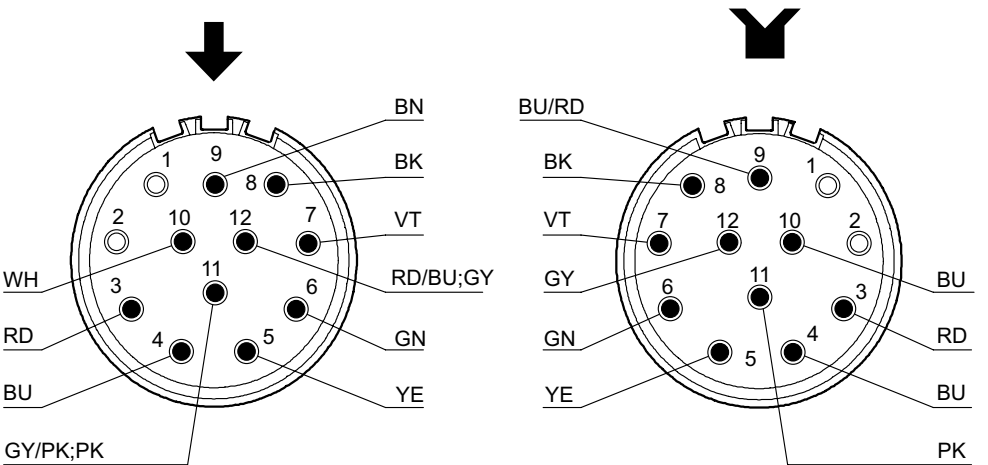 BN
BU/RD
1
9
8
BK
BK
9
8
1
2
10
12
7
VT
VT
7
12
10
2
WH
11
RD/BU;GY
GY
11
BU
3
6
6
3
RD
GN
GN
RD
4
5
5
4
BU
YE
YE
BU
GY/PK;PK
PK